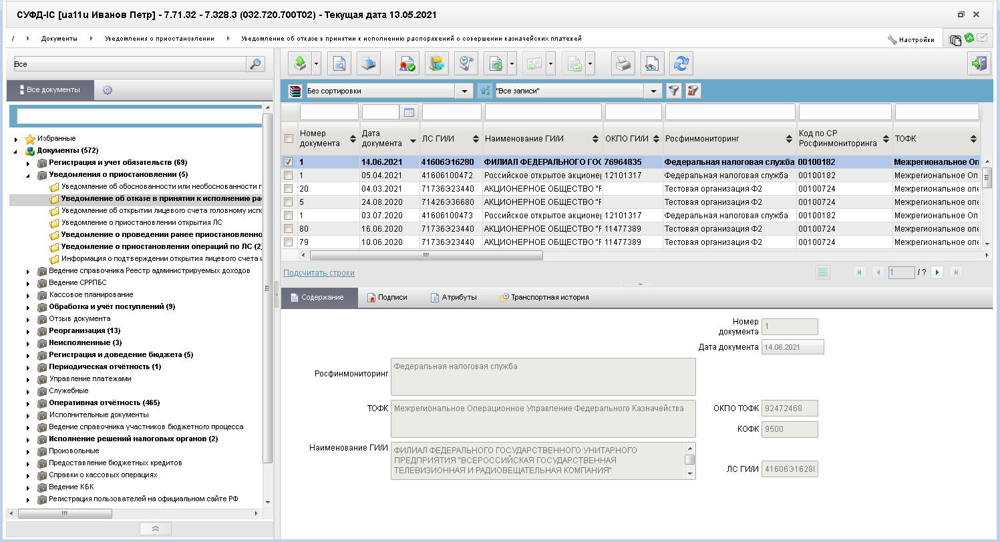 СУФД-IC [ua11u Иванов Петр] - 7.71.32 - 7.328.3 (032.720.700T02) - Текущая дата 13.05.2021
/ Документы Уведомления о приостановлении Уведомление об отказе в принятии к исполнению распоряжений о совершении казначейских платежей
Настройки
Все
Все документы
Избранные
Документы (572)
Регистрация и учет обязательств (69)
Уведомления о приостановлении (5)
Уведомление об обоснованности или необоснованности г
Уведомление об отказе в принятии к исполнению рас
Уведомление об открытии лицевого счета головному испо
Уведомление о приостановлении открытия ЛС
Уведомление о проведении ранее приостановленно
Уведомление о приостановлении операций по ЛС (2)
Информация о подтверждении открытия лицевого счета и
Ведение справочника Реестр администрируемых доходов
Ведение СРРПБС
Кассовое планирование
Обработка и учёт поступлений (9)
Отзыв документа
Реорганизация (13)
Неисполненные (3)
Регистрация и доведение бюджета (5)
Периодическая отчётность (1)
Управление платежами
Служебные
Оперативная отчётность (465)
Исполнительные документы
Ведение справочника участников бюджетного процесса
Исполнение решений налоговых органов (2)
Произвольные
Предоставление бюджетных кредитов
Справки о кассовых операциях
Ведение КБК
Регистрация пользователей на официальном сайте РФ
Без сортировки "Все записи"
Номер документа Дата документа ЛС ГИ/И Наименование ГИ/И ОКПО ГИ/И Росфинмониторинг Код по СР Росфинмониторинга ТОФК
1 14.06.2021 41606Э16280 ФИЛИАЛ ФЕДЕРАЛЬНОГО ГОС 76964835 Федеральная налоговая служба 00100182 Межрегиональное Оп
1 05.04.2021 41606100472 Российское открытое акционер 12101317 Федеральная налоговая служба 00100182 Межрегиональное Оп
20 04.03.2021 71736Э23440 АКЦИОНЕРНОЕ ОБЩЕСТВО "Р Тестовая организация Ф2 00100724 Межрегиональное опе
5 24.08.2020 71426Э36680 АКЦИОНЕРНОЕ ОБЩЕСТВО "Р Тестовая организация Ф2 00100724 Межрегиональное опе
1 03.07.2020 41606100473 Российское открытое акционер 12101317 Федеральная налоговая служба 00100182 Межрегиональное Оп
80 16.06.2020 71736Э23440 АКЦИОНЕРНОЕ ОБЩЕСТВО "Р 11477389 Тестовая организация Ф2 00100724 Межрегиональное опе
79 10.06.2020 71736Э23440 АКЦИОНЕРНОЕ ОБЩЕСТВО "Р 11477389 Тестовая организация Ф2 00100724 Межрегиональное опе
Подсчитать строки 1 / ?
Содержание Подписи Атрибуты Транспортная история
Номер документа 1
Дата документа 14.06.2021
Росфинмониторинг Федеральная налоговая служба
ТОФК Межрегиональное Операционное Управление Федерального Казначейства ОКПО ТОФК 92472468
КОФК 9500
Наименование ГИ/И ФИЛИАЛ ФЕДЕРАЛЬНОГО ГОСУДАРСТВЕННОГО УНИТАРНОГО
ПРЕДПРИЯТИЯ "ВСЕРОССИЙСКАЯ ГОСУДАРСТВЕННАЯ
ТЕЛЕВИЗИОННАЯ И РАДИОВЕЩАТЕЛЬНАЯ КОМПАНИЯ"
ЛС ГИ/И 41606Э16280